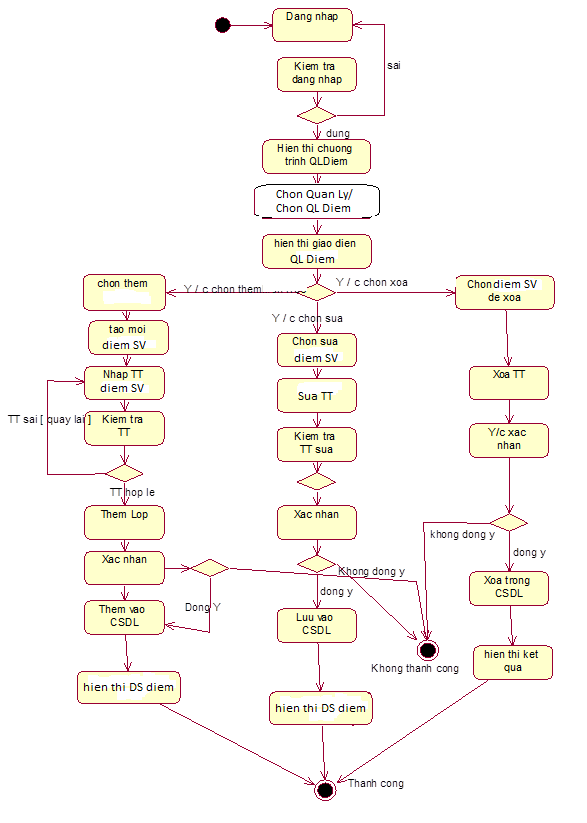 Dang nhap
sai
Kiem tra
dang nhap
dung
Hien thi chuong
trinh QLDiem
Chon Quan Ly/
Chon QL Diem
hien thi giao dien
QL Diem
Y / c chon them
Y / c chon xoa
Y / c chon sua
chon them
tao moi
diem SV
Nhap TT
diem SV
TT sai [ quay lai ]
Kiem tra
TT
TT hop le
Them Lop
Xac nhan
Dong Y
Them vao
CSDL
hien thi DS diem
Chon sua
diem SV
Sua TT
Kiem tra
TT sua
Xac nhan
Khong dong y
dong y
Luu vao
CSDL
hien thi DS diem
Chon diem SV
de xoa
Xoa TT
Y/c xac
nhan
khong dong y
dong y
Xoa trong
CSDL
hien thi ket
qua
Khong thanh cong
Thanh cong